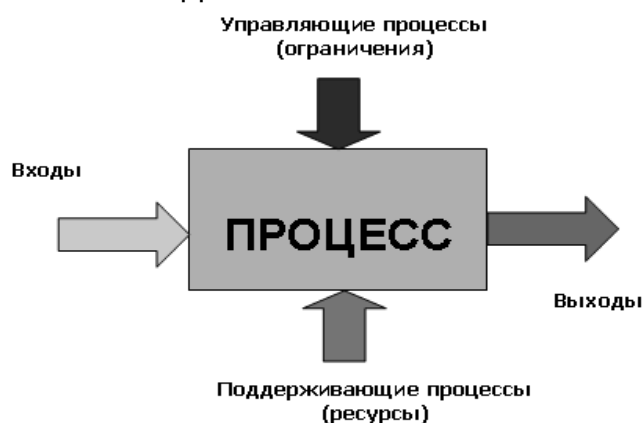 Управляющие процессы
(ограничения)
Входы
ПРОЦЕСС
Выходы
Поддерживающие процессы
(ресурсы)